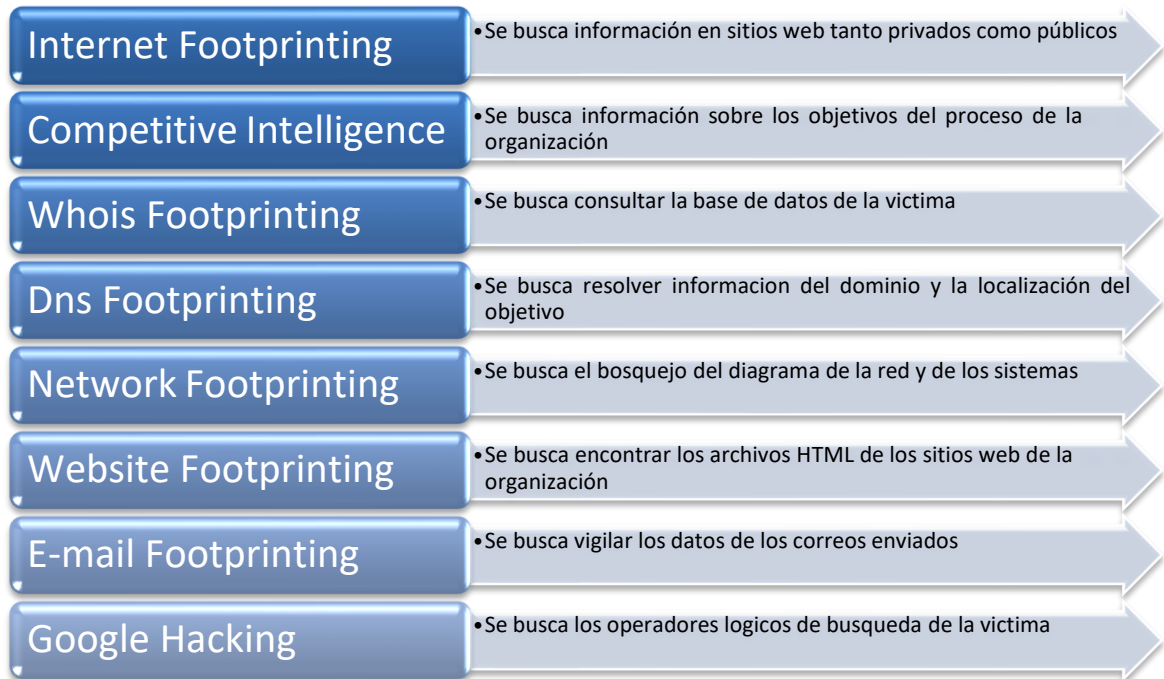 Internet Footprinting
•Se busca información en sitios web tanto privados como públicos
Competitive Intelligence
•Se busca información sobre los objetivos del proceso de la
organización
Whois Footprinting
•Se busca consultar la base de datos de la victima
Dns Footprinting
•Se busca resolver informacion del dominio y la localización del
objetivo
Network Footprinting
•Se busca el bosquejo del diagrama de la red y de los sistemas
Website Footprinting
•Se busca encontrar los archivos HTML de los sitios web de la
organización
E-mail Footprinting
•Se busca vigilar los datos de los correos enviados
Google Hacking
•Se busca los operadores logicos de busqueda de la victima